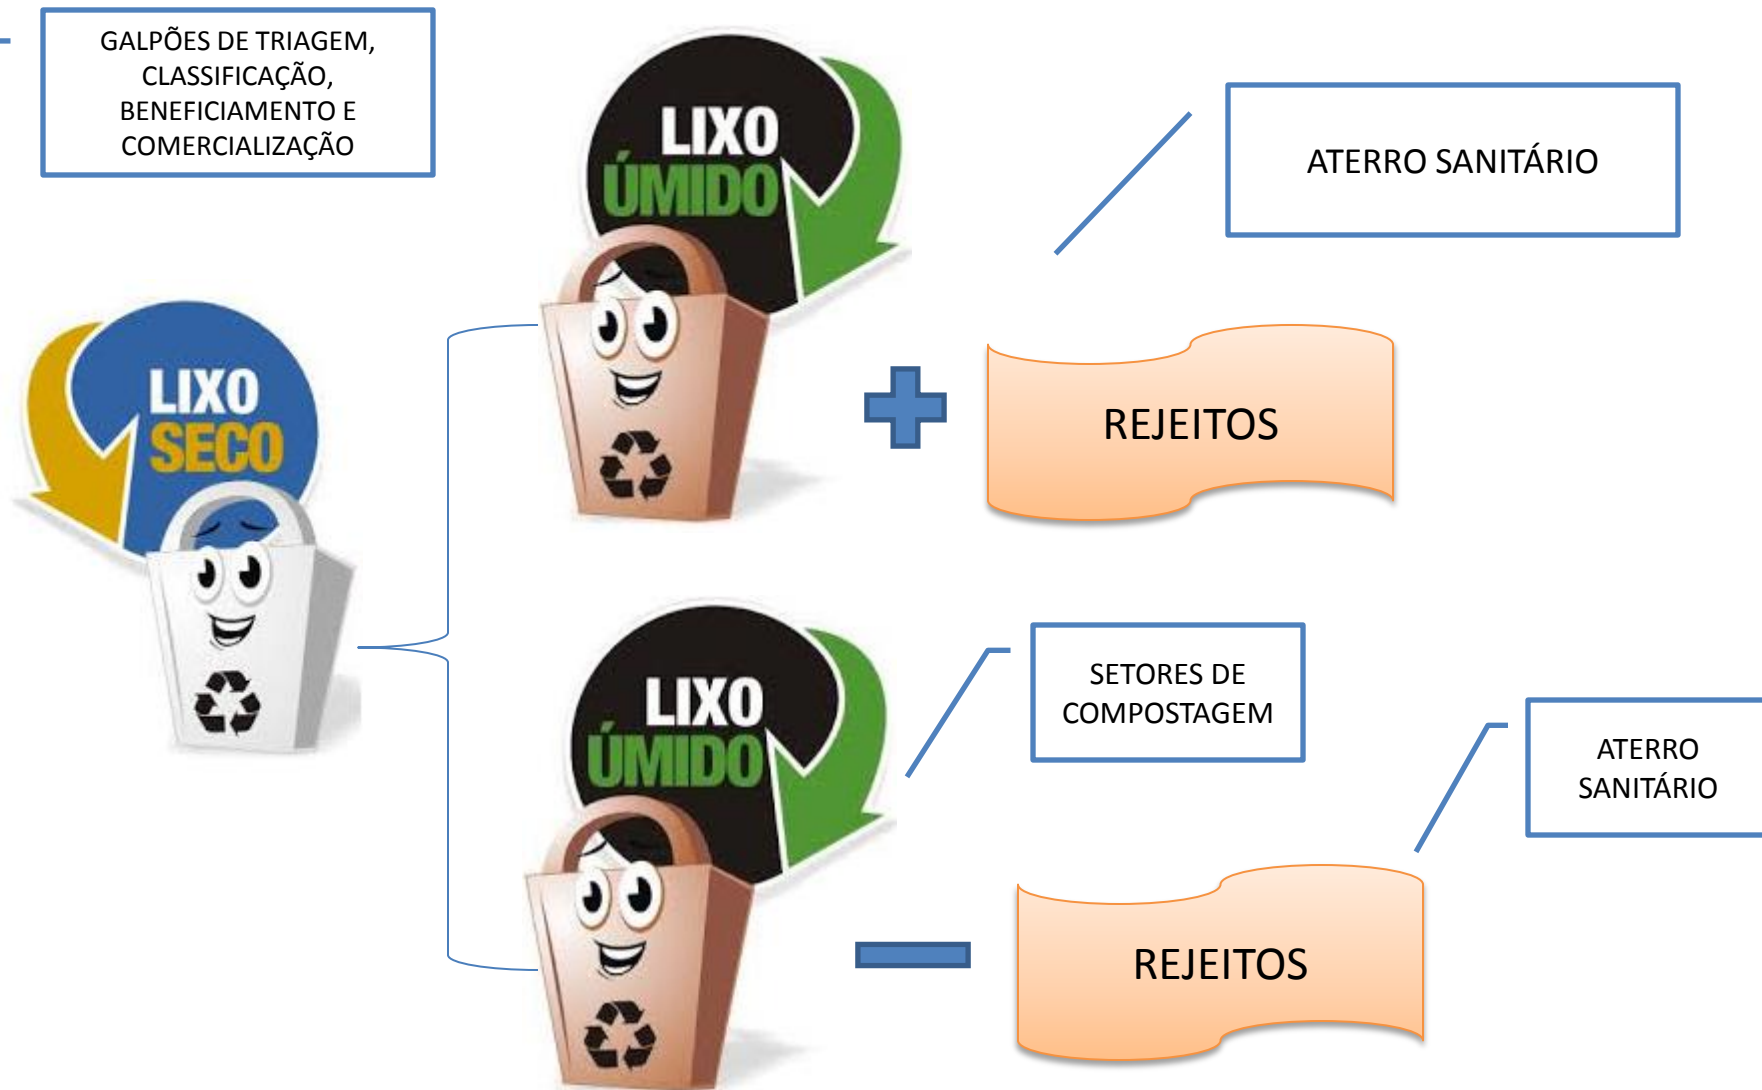 GALPÕES DE TRIAGEM,
CLASSIFICAÇÃO,
BENEFICIAMENTO E
COMERCIALIZAÇÃO
LIXO
ÚMIDO
ATERRO SANITÁRIO
LIXO
SECO
REJEITOS
LIXO
ÚMIDO
SETORES DE
COMPOSTAGEM
ATERRO
SANITÁRIO
REJEITOS